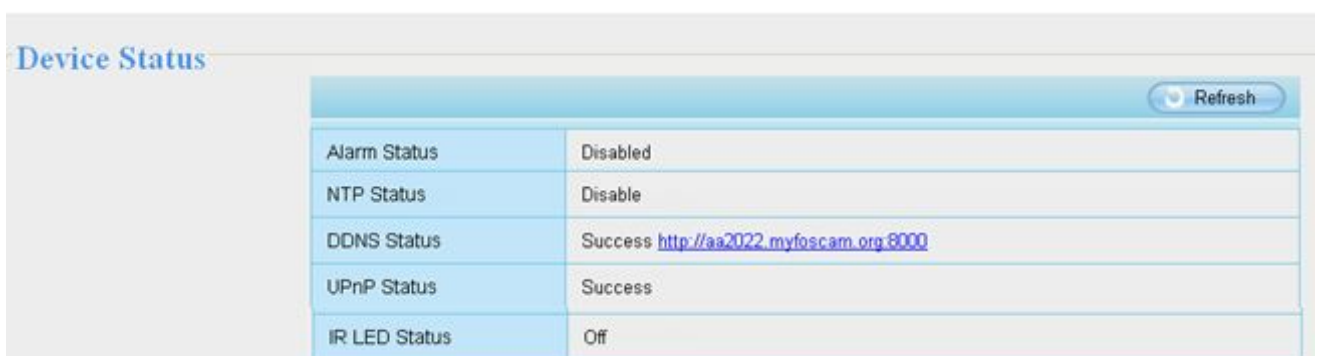 Device Status
Refresh
Alarm Status Disabled
NTP Status Disable
DDNS Status Success http://aa2022.myfoscam.org:8000
UPnP Status Success
IR LED Status Off